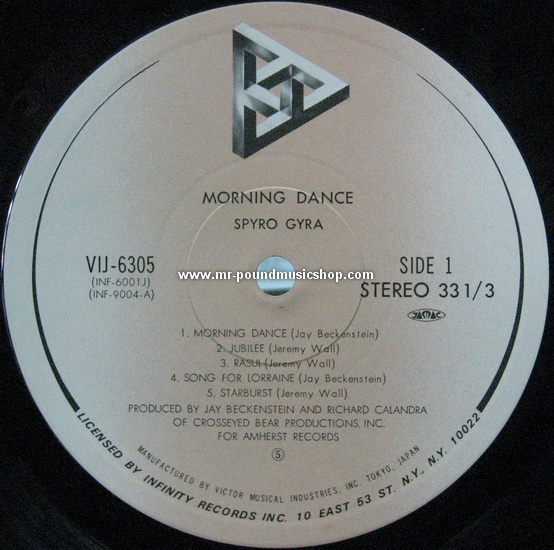 MORNING DANCE
SPYRO GYRA
VIJ-6305
(INF-6001J)
(INF-9004-A)
www.mr-poundmusicshop.com
SIDE 1
STEREO 33 1/3
JASRAC
1. MORNING DANCE (Jay Beckenstein)
2. JUBILEE (Jeremy Wall)
3. RASUL (Jeremy Wall)
4. SONG FOR LORRAINE (Jay Beckenstein)
5. STARBURST (Jeremy Wall)
PRODUCED BY JAY BECKENSTEIN AND RICHARD CALANDRA
OF CROSSEYED BEAR PRODUCTIONS, INC.
FOR AMHERST RECORDS
S
MANUFACTURED BY VICTOR MUSICAL INDUSTRIES, INC. TOKYO, JAPAN
LICENSED BY INFINITY RECORDS INC. 10 EAST 53 ST. N.Y., N.Y. 10022